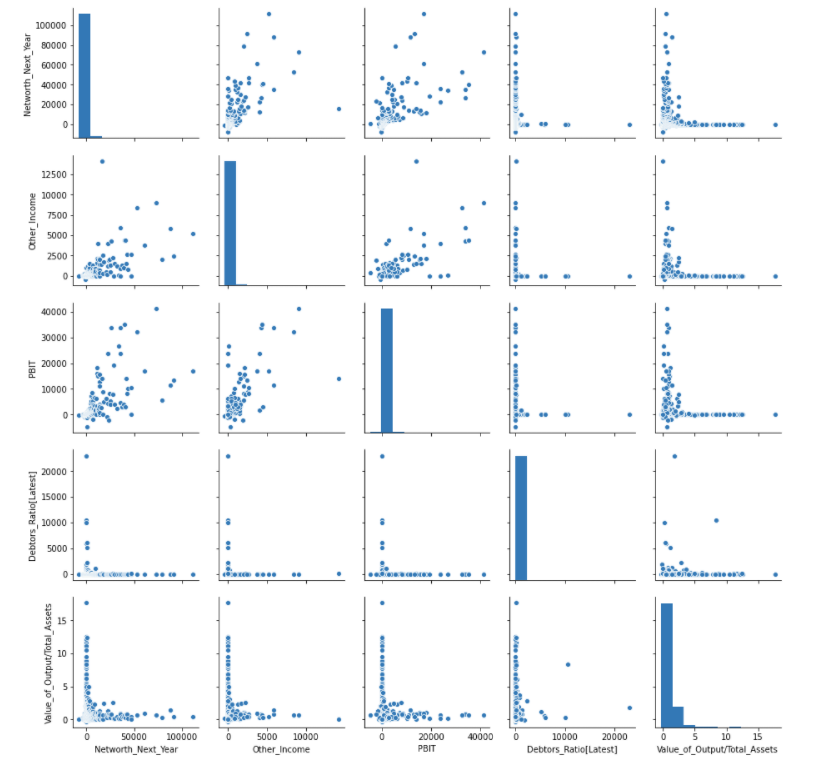 100000
80000
60000
40000
20000
0
Networth_Next_Year
12500
10000
7500
5000
2500
0
Other_Income
40000
30000
20000
10000
0
PBIT
20000
15000
10000
5000
0
Debtors_Ratio[Latest]
15
10
5
0
Value_of_Output/Total_Assets
0 50000 100000
Networth_Next_Year
0 5000 10000
Other_Income
0 20000 40000
PBIT
0 10000 20000
Debtors_Ratio[Latest]
0 5 10 15
Value_of_Output/Total_Assets